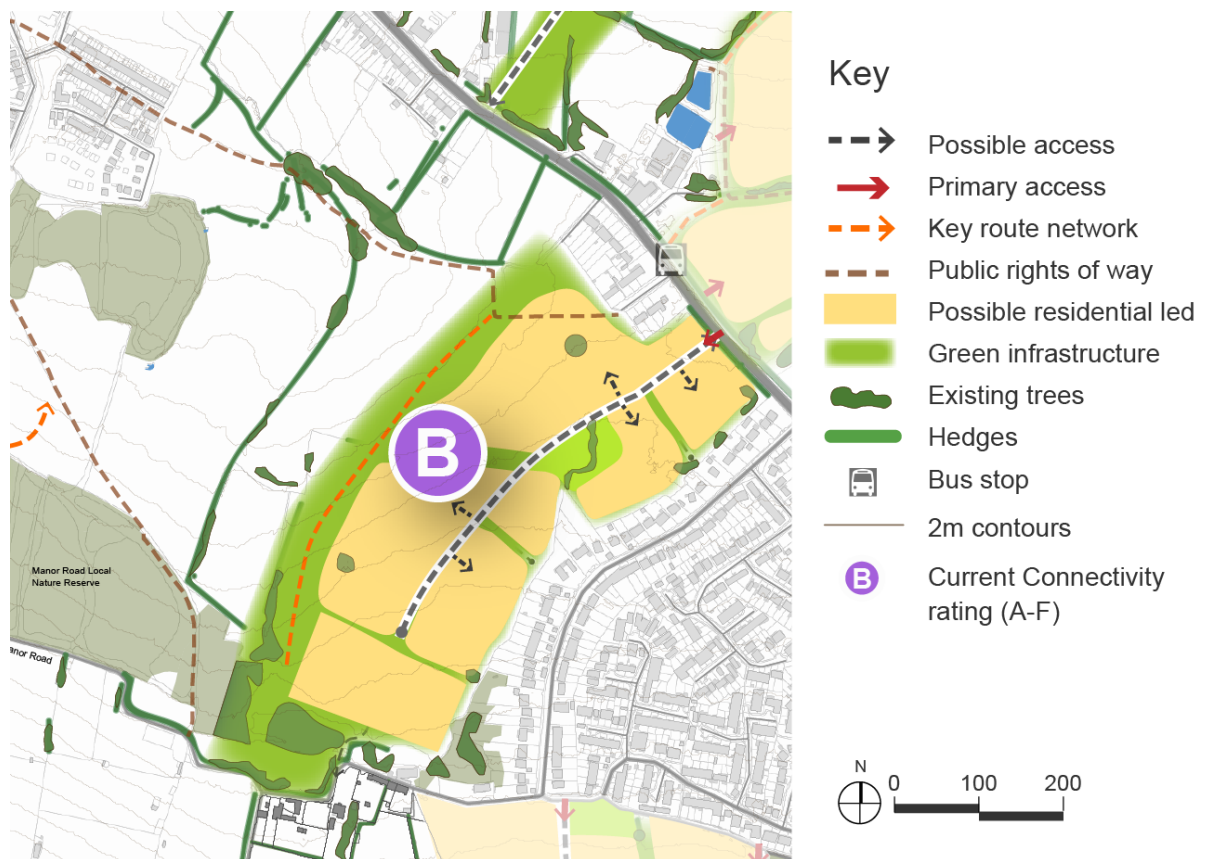 B
Manor Road Local
Nature Reserve
anor Road
Key
Possible access
Primary access
Key route network
Public rights of way
Possible residential led
Green infrastructure
Existing trees
Hedges
Bus stop
2m contours
B
Current Connectivity
rating (A-F)
N
0 100 200